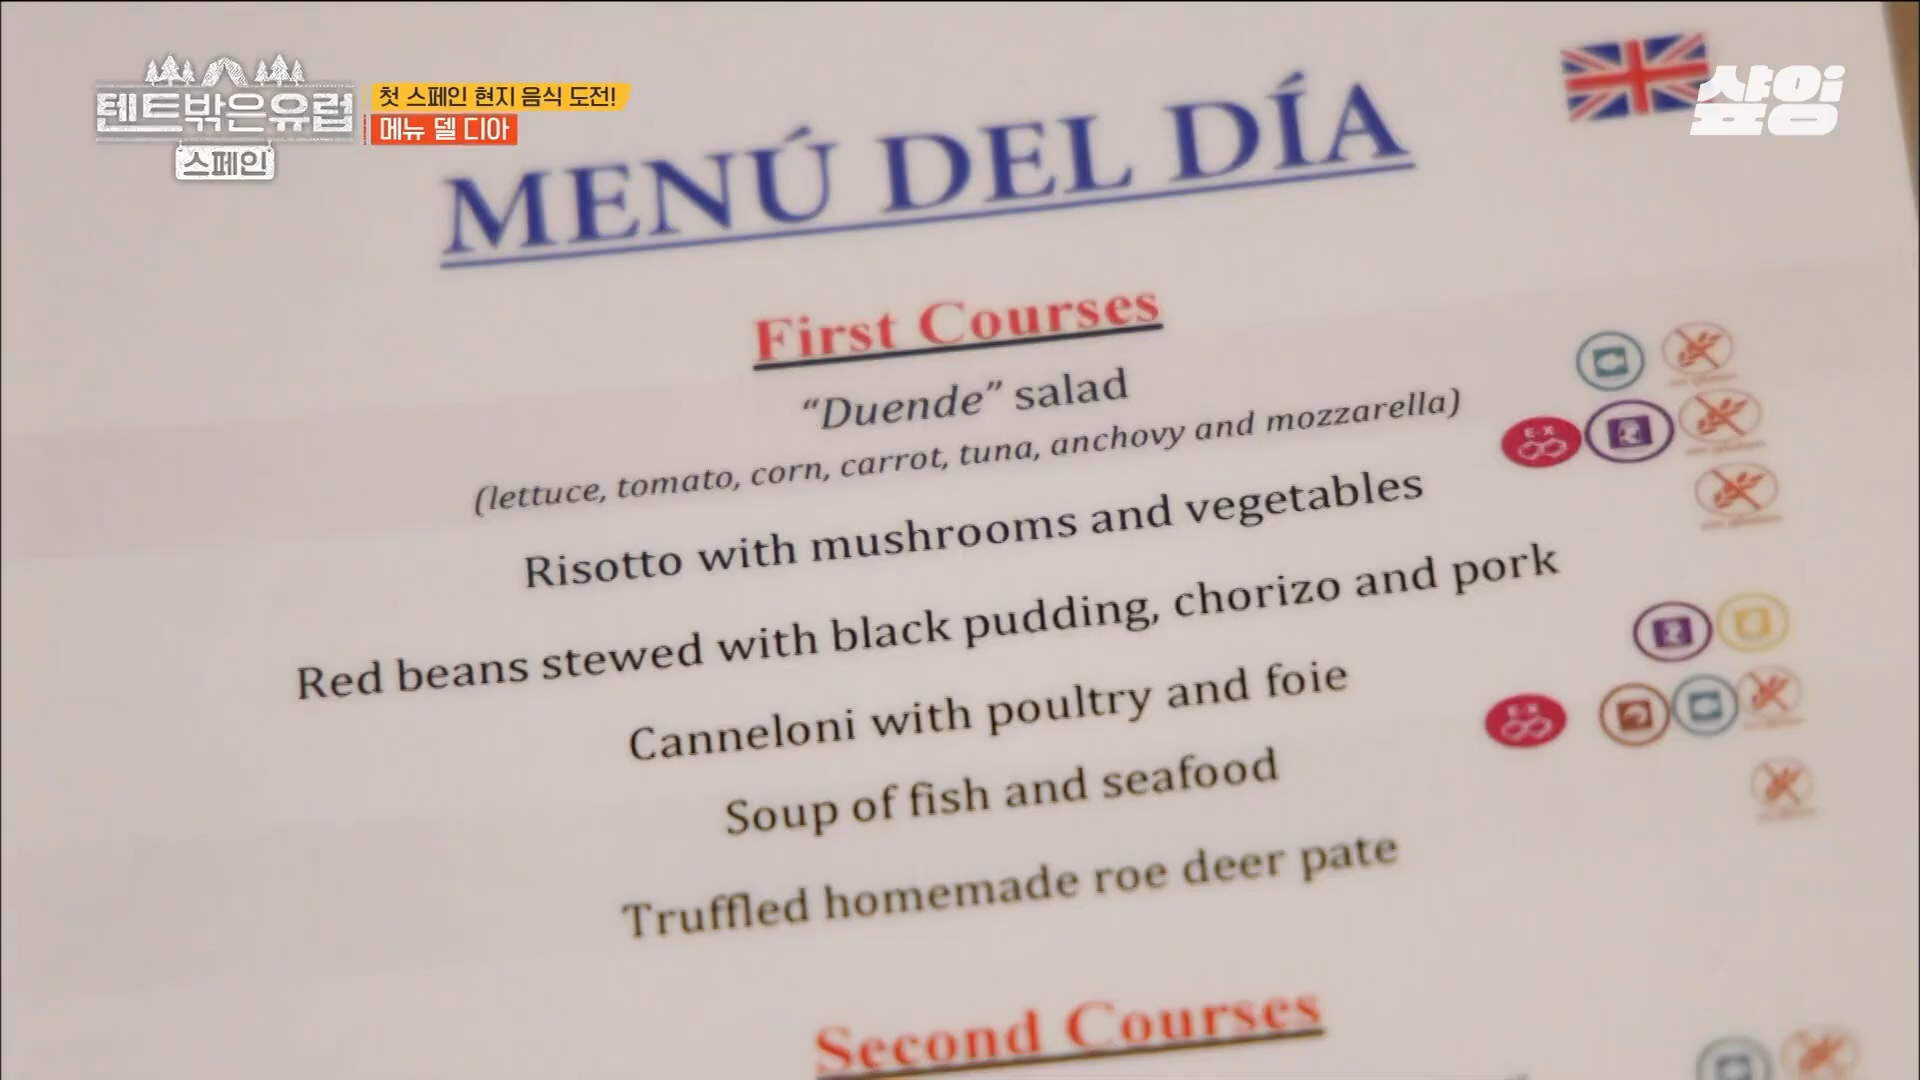 텐트밖은유럽
스페인
첫 스페인 현지 음식 도전!
메뉴 델 디아
샾잉
MENÚ DEL DÍA
First Courses
“Duende” salad
(lettuce, tomato, corn, carrot, tuna, anchovy and mozzarella)
Risotto with mushrooms and vegetables
Red beans stewed with black pudding, chorizo and pork
Canneloni with poultry and foie
Soup of fish and seafood
Truffled homemade roe deer pate
Second Courses
E-X
E-X